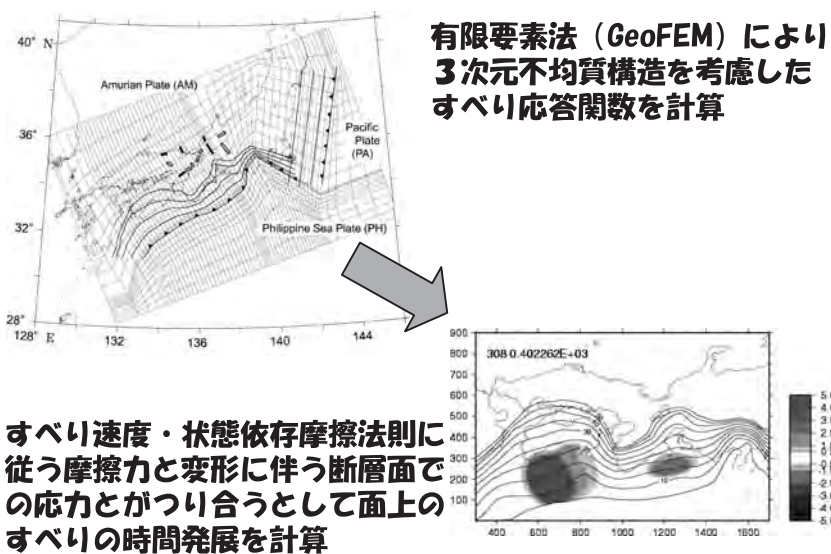 有限要素法（GeoFEM）により
３次元不均質構造を考慮した
すべり応答関数を計算
40° N
Amurian Plate (AM)
36°
Pacific
Plate
(PA)
32°
Philippine Sea Plate (PH)
28°
128° E 132 136 140 144
900
800
308 0.402262E+03
700
600
500
400
300
200
100
400 600 800 1000 1200 1400 1600
すべり速度・状態依存摩擦法則に
従う摩擦力と変形に伴う断層面で
の応力とがつり合うとして面上の
すべりの時間発展を計算